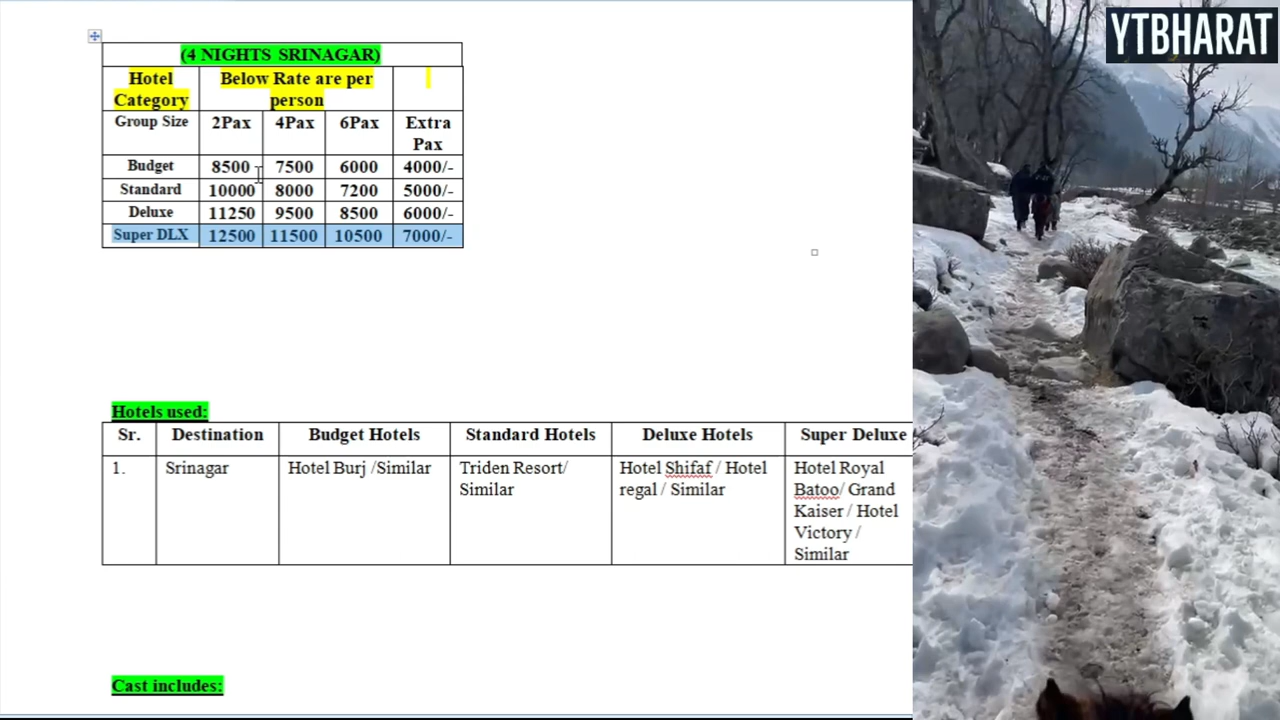 YTBHARAT
(4 NIGHTS SRINAGAR)
Hotel Category Below Rate are per person
Group Size 2Pax 4Pax 6Pax Extra Pax
Budget 8500 7500 6000 4000/-
Standard 10000 8000 7200 5000/-
Deluxe 11250 9500 8500 6000/-
Super DLX 12500 11500 10500 7000/-
Hotels used:
Sr. Destination Budget Hotels Standard Hotels Deluxe Hotels Super Deluxe
1. Srinagar Hotel Burj /Similar Triden Resort/ Similar Hotel Shifaf / Hotel regal / Similar Hotel Royal Batoo/ Grand Kaiser / Hotel Victory / Similar
Cast includes: